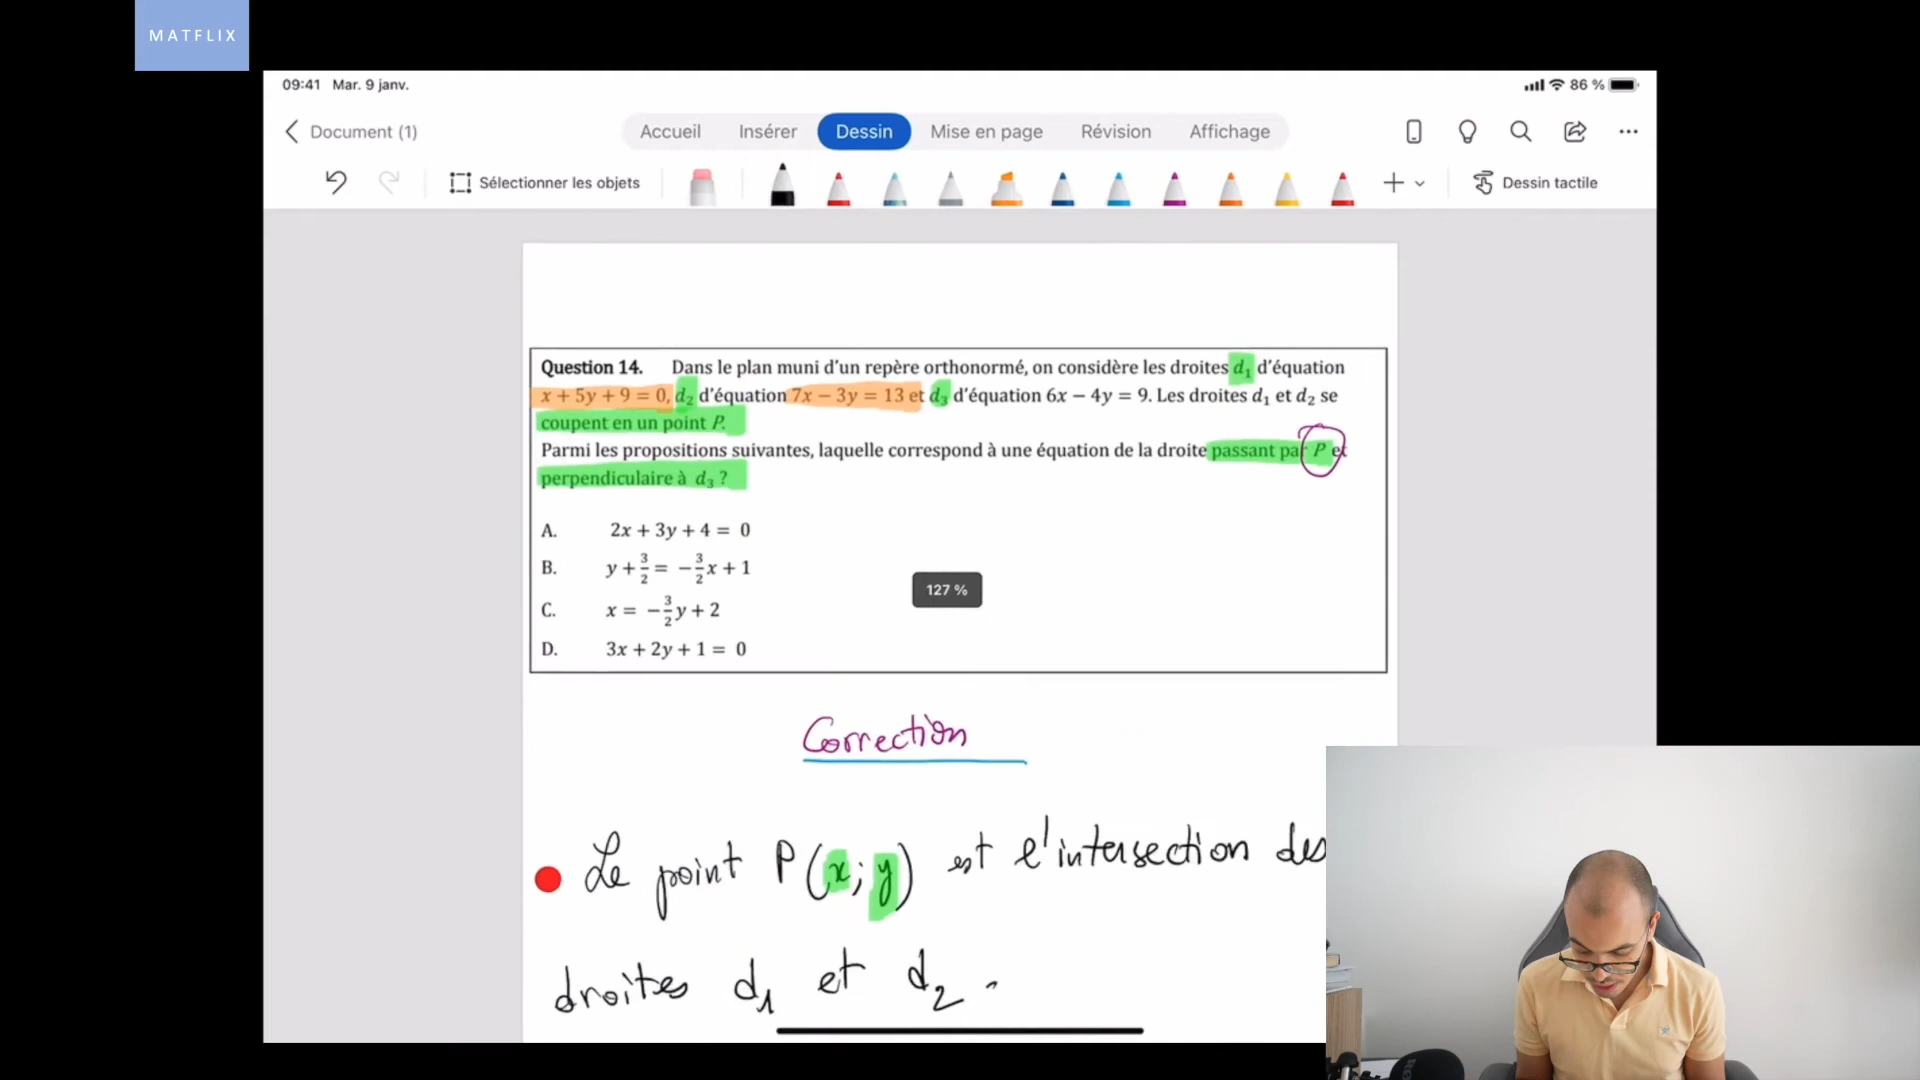 MATFLIX
09:41 Mar. 9 janv.
86 %
Document (1)
Accueil Insérer Dessin Mise en page Révision Affichage
Sélectionner les objets
Dessin tactile
Question 14. Dans le plan muni d'un repère orthonormé, on considère les droites d₁ d'équation
x + 5y + 9 = 0, d₂ d'équation 7x − 3y = 13 et d₃ d'équation 6x − 4y = 9. Les droites d₁ et d₂ se
coupent en un point P.
Parmi les propositions suivantes, laquelle correspond à une équation de la droite passant par P et
perpendiculaire à d₃ ?
A. 2x + 3y + 4 = 0
B. y + 3/2 = −3/2 x + 1
C. x = −3/2 y + 2
D. 3x + 2y + 1 = 0
127 %
Correction
Le point P(x; y) est l'intersection des
droites d₁ et d₂.